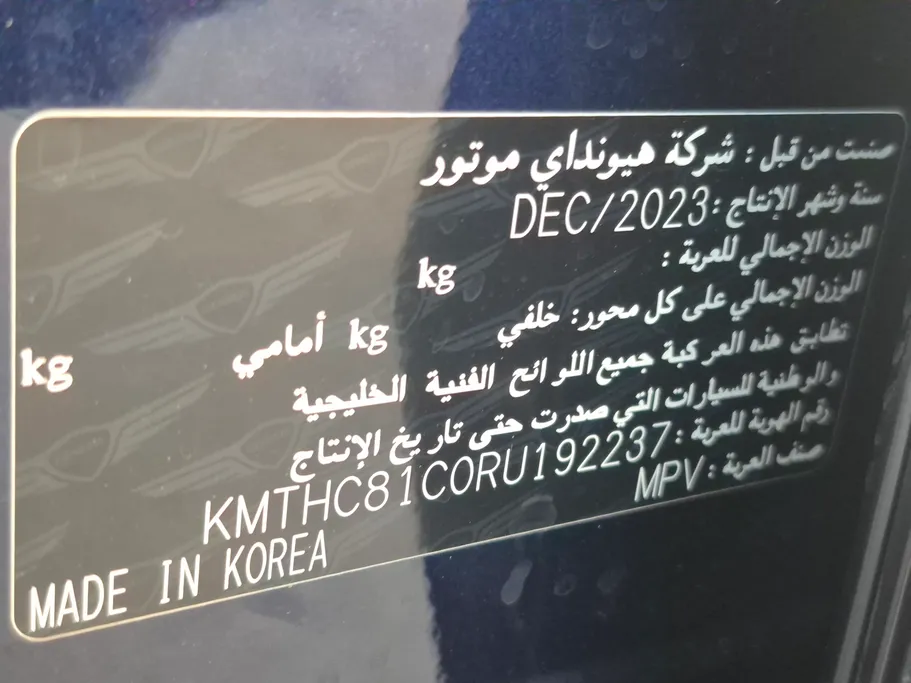 صنعت من قبل : شركة هيونداي موتور
سنة وشهر الإنتاج : DEC/2023
الوزن الإجمالي للعربة : kg
الوزن الإجمالي على كل محور: خلفي kg أمامي kg
تطابق هذه المركبة جميع اللوائح الفنية الخليجية
والوطنية للسيارات التي صدرت حتى تاريخ الإنتاج
رقم الهوية للعربة : KMTHC81CORU192237
صنف العربة : MPV
MADE IN KOREA